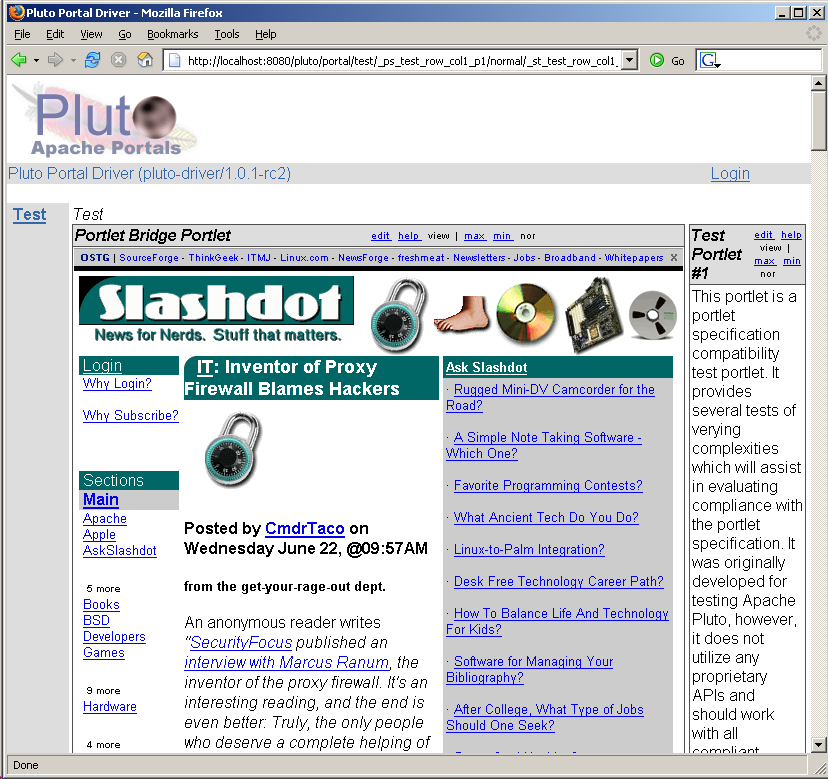 Pluto Portal Driver - Mozilla Firefox
File Edit View Go Bookmarks Tools Help
http://localhost:8080/pluto/portal/test/_ps_test_row_col1_p1/normal/_st_test_row_col1_ Go G
Pluto
Apache Portals
Pluto Portal Driver (pluto-driver/1.0.1-rc2) Login
Test
Test
Portlet Bridge Portlet edit help view | max min nor
OSTG | SourceForge - ThinkGeek - ITMJ - Linux.com - NewsForge - freshmeat - Newsletters - Jobs - Broadband - Whitepapers X
Slashdot
News for Nerds. Stuff that matters.
Login
Why Login?
Why Subscribe?
Sections
Main
Apache
Apple
AskSlashdot
5 more
Books
BSD
Developers
Games
9 more
Hardware
4 more
IT: Inventor of Proxy
Firewall Blames Hackers
Posted by CmdrTaco on
Wednesday June 22, @09:57AM
from the get-your-rage-out dept.
An anonymous reader writes
"SecurityFocus published an
interview with Marcus Ranum, the
inventor of the proxy firewall. It's an
interesting reading, and the end is
even better. Truly, the only people
who deserve a complete helping of
Ask Slashdot
· Rugged Mini-DV Camcorder for the
Road?
· A Simple Note Taking Software -
Which One?
· Favorite Programming Contests?
· What Ancient Tech Do You Do?
· Linux-to-Palm Integration?
· Desk Free Technology Career Path?
· How To Balance Life And Technology
For Kids?
· Software for Managing Your
Bibliography?
· After College, What Type of Jobs
Should One Seek?
Test
Portlet
#1
edit help
view |
max min
nor
This portlet is a
portlet
specification
compatibility
test portlet. It
provides
several tests of
verying
complexities
which will assist
in evaluating
compliance with
the portlet
specification. It
was originally
developed for
testing Apache
Pluto, however,
it does not
utilize any
proprietary
APIs and
should work
with all
compliant
Done